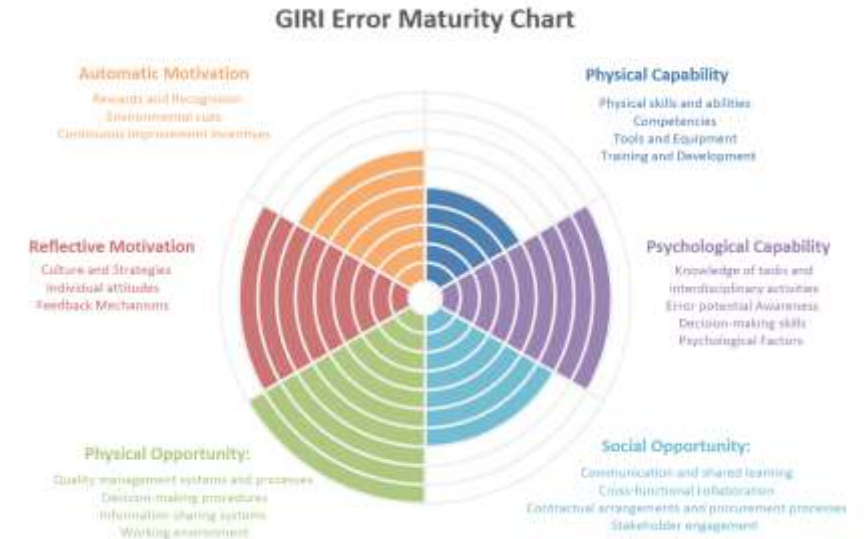 GIRI Error Maturity Chart
Automatic Motivation
Rewards and Recognition
Environmental cues
Continuous Improvement Incentives
Physical Capability
Physical skills and abilities
Competencies
Tools and Equipment
Training and Development
Reflective Motivation
Culture and Strategies
Individual attitudes
Feedback Mechanisms
Psychological Capability
Knowledge of tasks and
interdisciplinary activities
Error potential Awareness
Decision-making skills
Psychological Factors
Physical Opportunity:
Quality management systems and processes
Decision-making procedures
Information sharing systems
Working environment
Social Opportunity:
Communication and shared learning
Cross-functional collaboration
Contractual arrangements and procurement processes
Stakeholder engagement